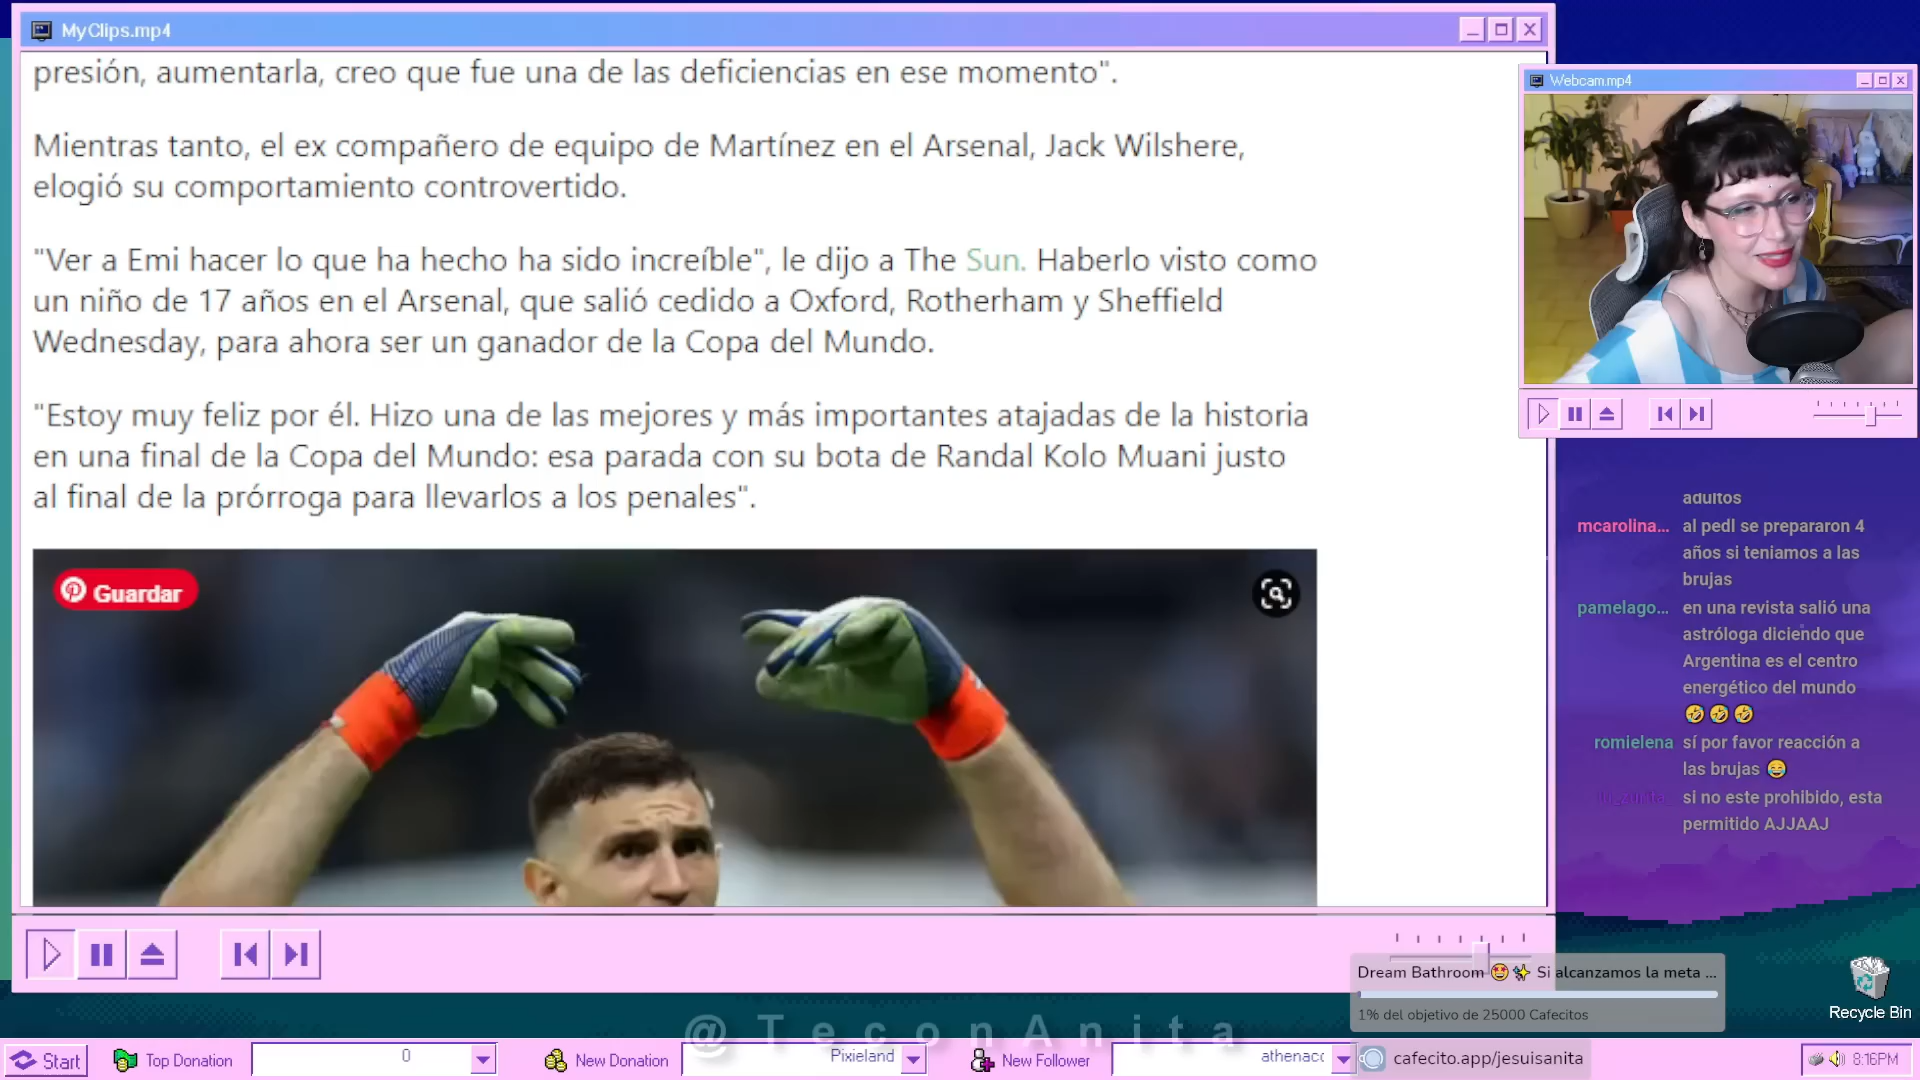 MyClips.mp4
presión, aumentarla, creo que fue una de las deficiencias en ese momento".
Mientras tanto, el ex compañero de equipo de Martínez en el Arsenal, Jack Wilshere,
elogió su comportamiento controvertido.
"Ver a Emi hacer lo que ha hecho ha sido increíble", le dijo a The Sun. Haberlo visto como
un niño de 17 años en el Arsenal, que salió cedido a Oxford, Rotherham y Sheffield
Wednesday, para ahora ser un ganador de la Copa del Mundo.
"Estoy muy feliz por él. Hizo una de las mejores y más importantes atajadas de la historia
en una final de la Copa del Mundo: esa parada con su bota de Randal Kolo Muani justo
al final de la prórroga para llevarlos a los penales".
Guardar
Webcam.mp4
adultos
mcarolina... al pedl se prepararon 4
años si teniamos a las
brujas
pamelago... en una revista salió una
astróloga diciendo que
Argentina es el centro
energético del mundo
🤣🤣🤣
romielena sí por favor reacción a
las brujas 😂
si no este prohibido, esta
permitido AJJAAJ
Dream Bathroom 🤩✨ Si alcanzamos la meta ...
1% del objetivo de 25000 Cafecitos
Recycle Bin
@TeconAnita
Start
Top Donation
0
New Donation
Pixieland
New Follower
athenacc
cafecito.app/jesuisanita
8:16PM